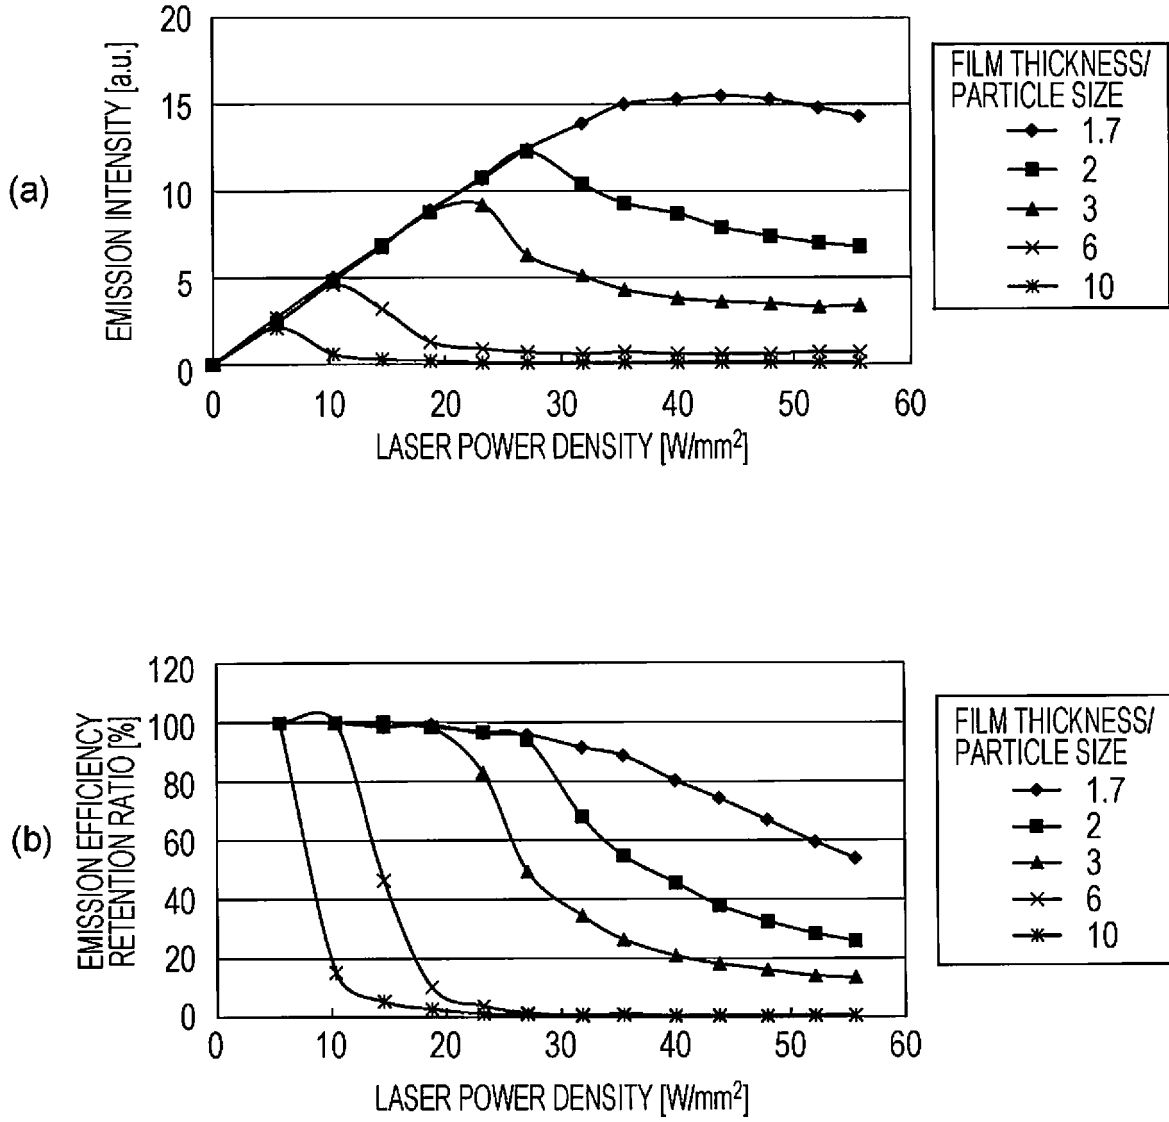 (a)
EMISSION INTENSITY [a.u.]
20
15
10
5
0
0 10 20 30 40 50 60
LASER POWER DENSITY [W/mm²]
FILM THICKNESS/
PARTICLE SIZE
1.7
2
3
6
10
(b)
EMISSION EFFICIENCY
RETENTION RATIO [%]
120
100
80
60
40
20
0
0 10 20 30 40 50 60
LASER POWER DENSITY [W/mm²]
FILM THICKNESS/
PARTICLE SIZE
1.7
2
3
6
10